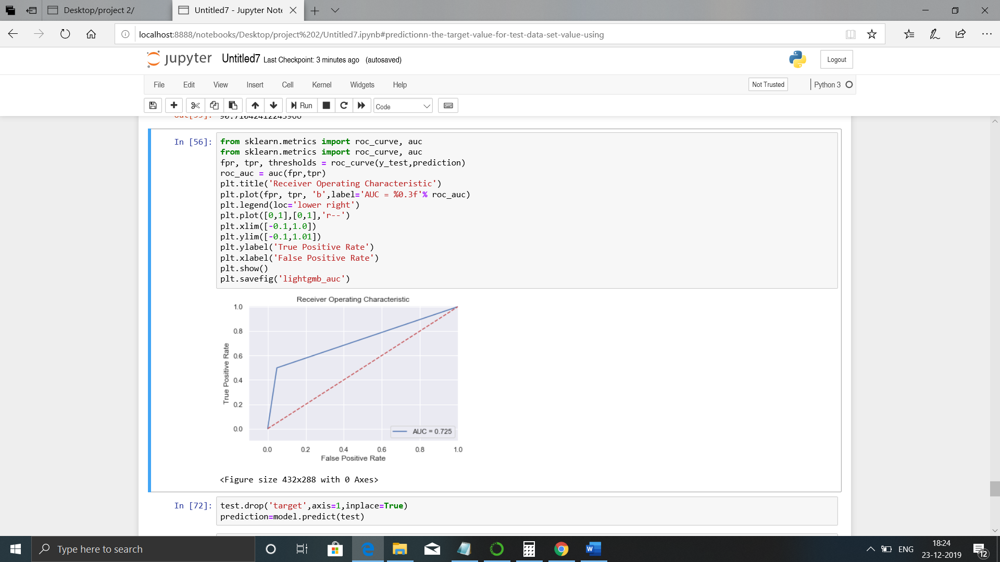 Desktop/project 2/
Untitled7 - Jupyter Note
localhost:8888/notebooks/Desktop/project%202/Untitled7.ipynb#predictionn-the-target-value-for-test-data-set-value-using
jupyter Untitled7 Last Checkpoint: 3 minutes ago (autosaved)
Logout
File Edit View Insert Cell Kernel Widgets Help
Not Trusted
Python 3
Run
Code
In [56]:
from sklearn.metrics import roc_curve, auc
from sklearn.metrics import roc_curve, auc
fpr, tpr, thresholds = roc_curve(y_test,prediction)
roc_auc = auc(fpr,tpr)
plt.title('Receiver Operating Characteristic')
plt.plot(fpr, tpr, 'b',label='AUC = %0.3f'% roc_auc)
plt.legend(loc='lower right')
plt.plot([0,1],[0,1],'r--')
plt.xlim([-0.1,1.0])
plt.ylim([-0.1,1.01])
plt.ylabel('True Positive Rate')
plt.xlabel('False Positive Rate')
plt.show()
plt.savefig('lightgmb_auc')
Receiver Operating Characteristic
1.0
0.8
0.6
0.4
0.2
0.0
True Positive Rate
AUC = 0.725
0.0 0.2 0.4 0.6 0.8 1.0
False Positive Rate
<Figure size 432x288 with 0 Axes>
In [72]:
test.drop('target',axis=1,inplace=True)
prediction=model.predict(test)
Type here to search
ENG
18:24
23-12-2019
12